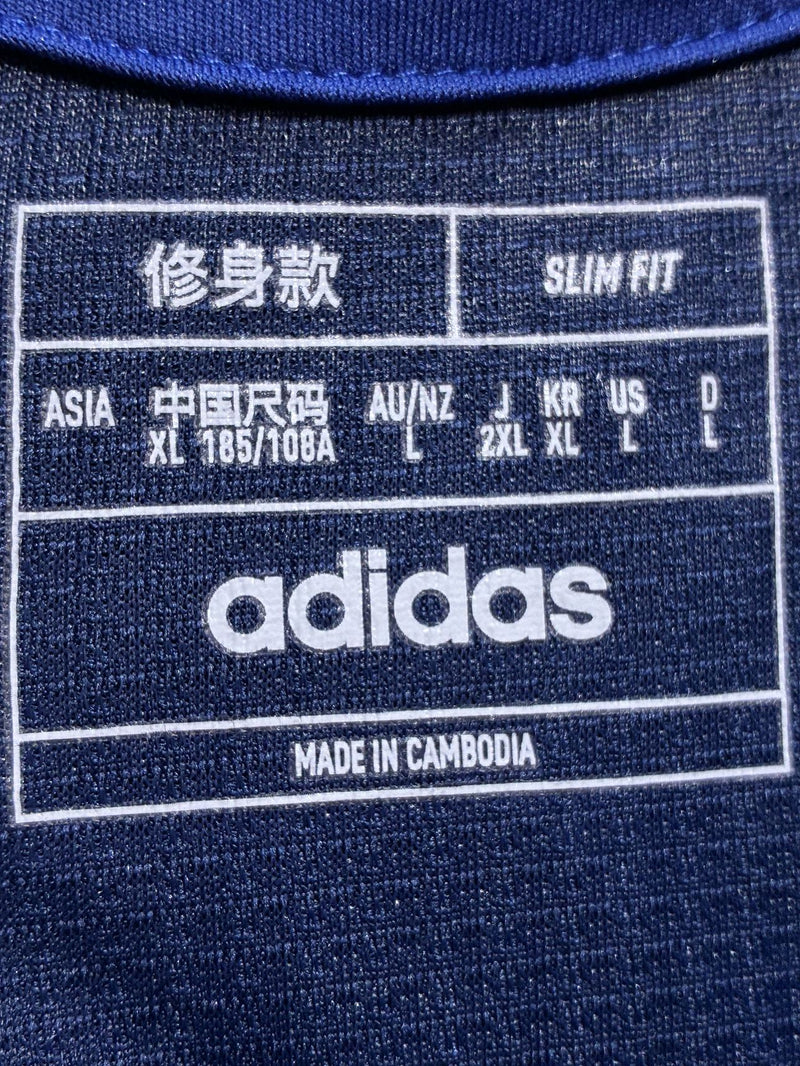 修身款 SLIM FIT
ASIA 中国尺码 AU/NZ J KR US D
XL 185/108A L 2XL XL L L
adidas
MADE IN CAMBODIA